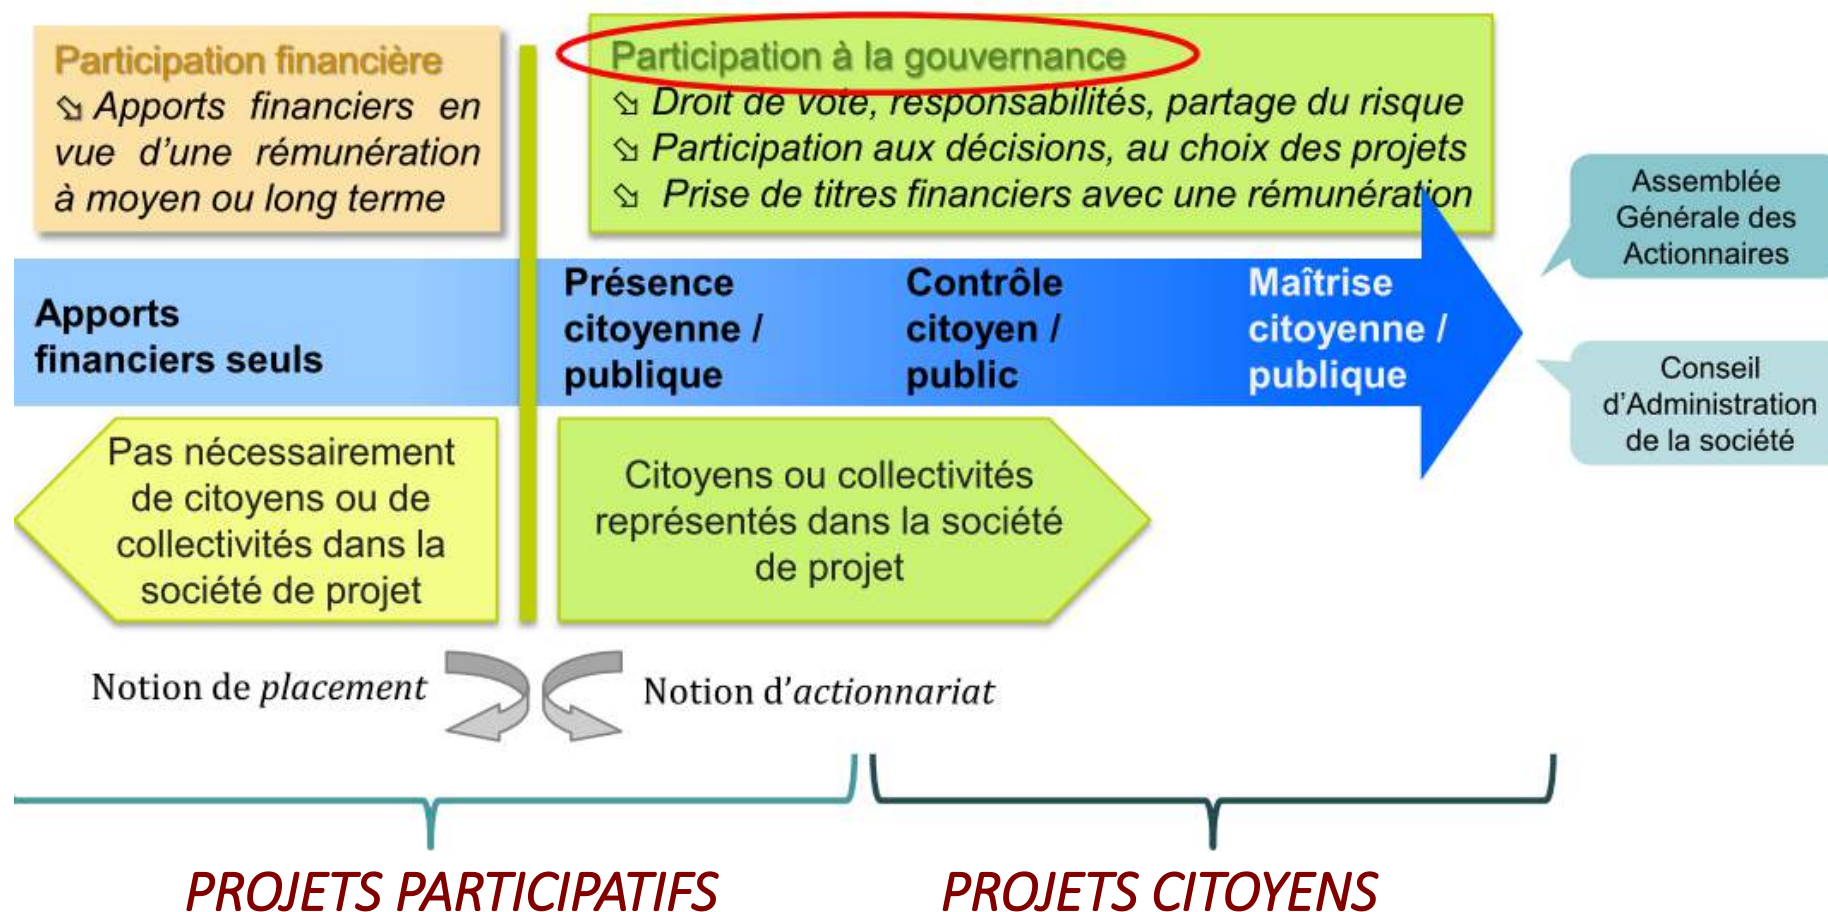 Participation financière
⇘ Apports financiers en
vue d'une rémunération
à moyen ou long terme
Participation à la gouvernance
⇘ Droit de vote, responsabilités, partage du risque
⇘ Participation aux décisions, au choix des projets
⇘ Prise de titres financiers avec une rémunération
Assemblée
Générale des
Actionnaires
Apports
financiers seuls
Présence
citoyenne /
publique
Contrôle
citoyen /
public
Maîtrise
citoyenne /
publique
Conseil
d'Administration
de la société
Pas nécessairement
de citoyens ou de
collectivités dans la
société de projet
Citoyens ou collectivités
représentés dans la société
de projet
Notion de placement
Notion d'actionnariat
PROJETS PARTICIPATIFS
PROJETS CITOYENS